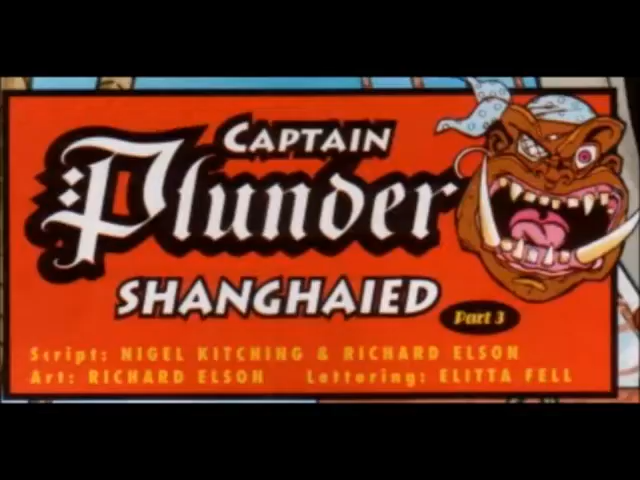 CAPTAIN
Plunder
SHANGHAIED
Part 3
Script: NIGEL KITCHING & RICHARD ELSON
Art: RICHARD ELSON Lettering: ELITTA FELL